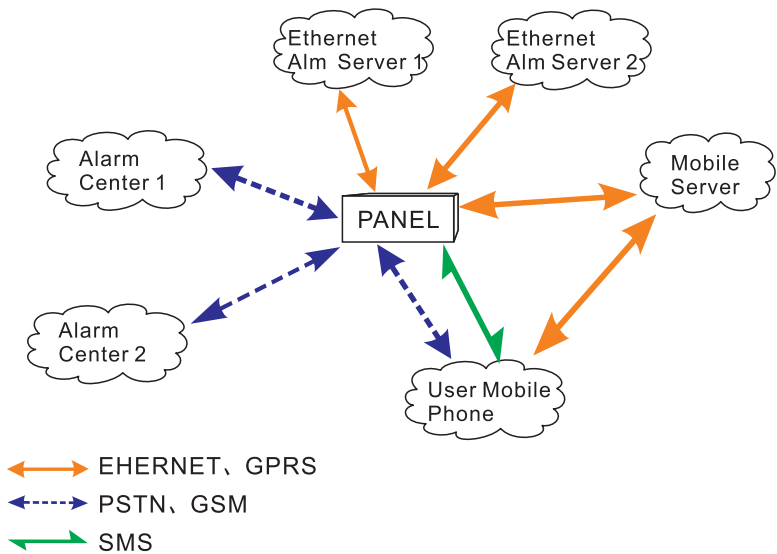 Ethernet
Alm Server 1
Ethernet
Alm Server 2
Alarm
Center 1
Mobile
Server
PANEL
Alarm
Center 2
User Mobile
Phone
EHERNET、GPRS
PSTN、GSM
SMS